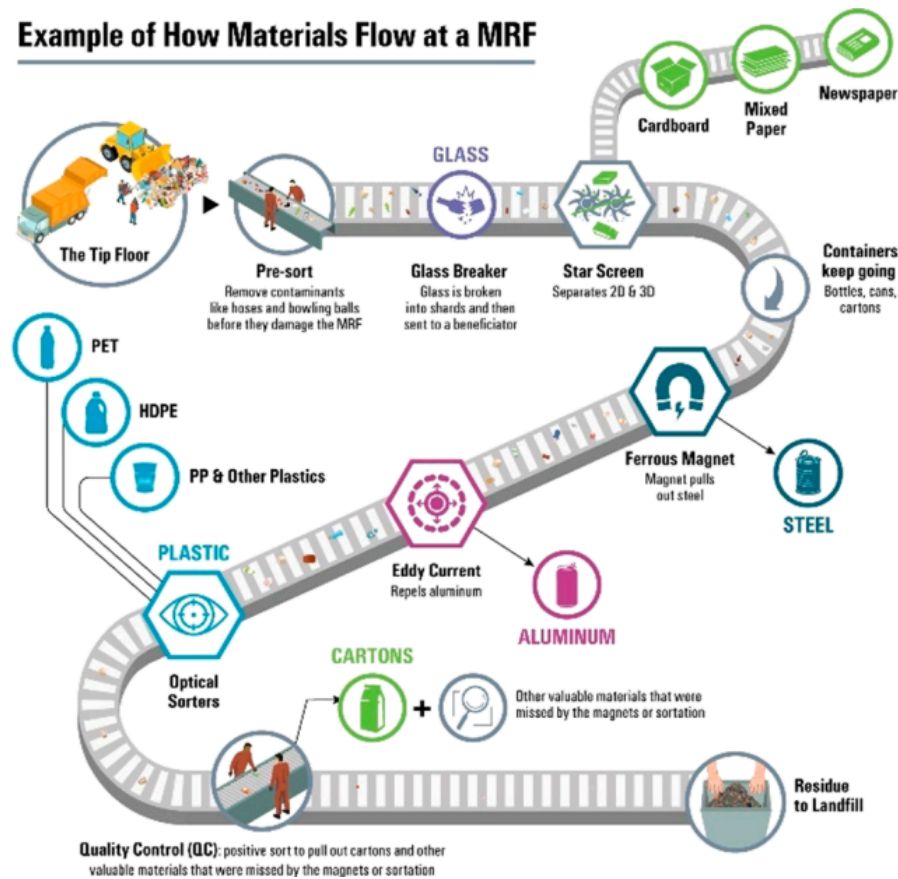 Example of How Materials Flow at a MRF
Cardboard
Mixed
Paper
Newspaper
The Tip Floor
Pre-sort
Remove contaminants
like hoses and bowling balls
before they damage the MRF
GLASS
Glass Breaker
Glass is broken
into shards and then
sent to a beneficiator
Star Screen
Separates 2D & 3D
Containers
keep going
Bottles, cans,
cartons
Ferrous Magnet
Magnet pulls
out steel
STEEL
Eddy Current
Repels aluminum
ALUMINUM
PET
HDPE
PP & Other Plastics
PLASTIC
Optical
Sorters
CARTONS
+
Other valuable materials that were
missed by the magnets or sortation
Quality Control (QC): positive sort to pull out cartons and other
valuable materials that were missed by the magnets or sortation
Residue
to Landfill